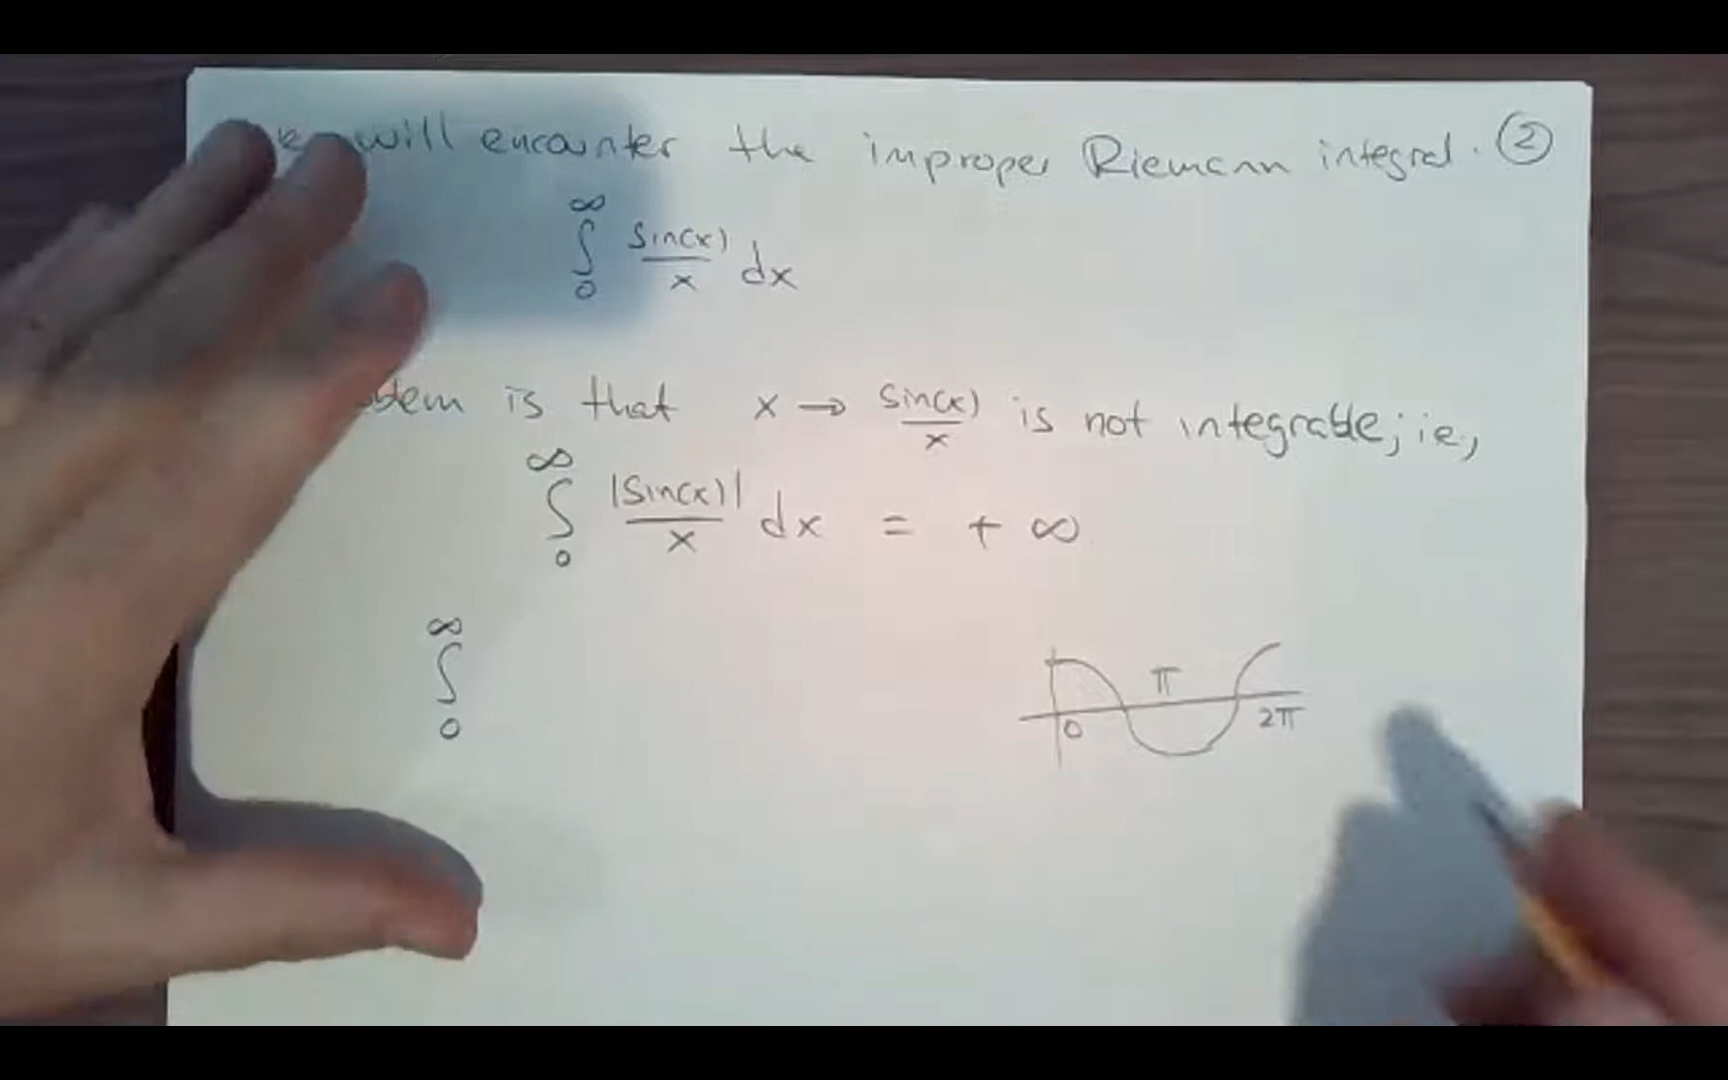 will encounter the improper Riemann integral. ②
∞
∫ sin(x)/x dx
0
is that x → sin(x)/x is not integrable; ie,
∞
∫ |sin(x)|/x dx = + ∞
0
∞
∫
0
π
0 2π